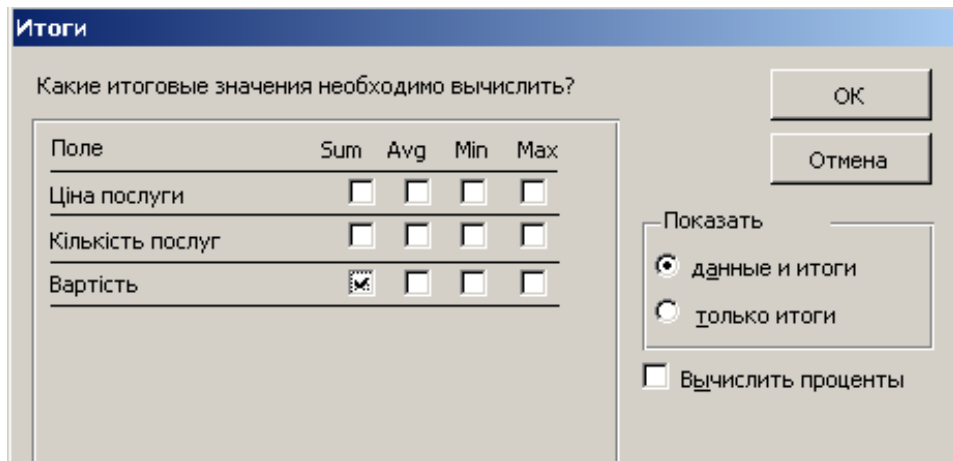 Итоги
Какие итоговые значения необходимо вычислить?
ОК
Отмена
Поле Sum Avg Min Max
Ціна послуги
Кількість послуг
Вартість
Показать
данные и итоги
только итоги
Вычислить проценты